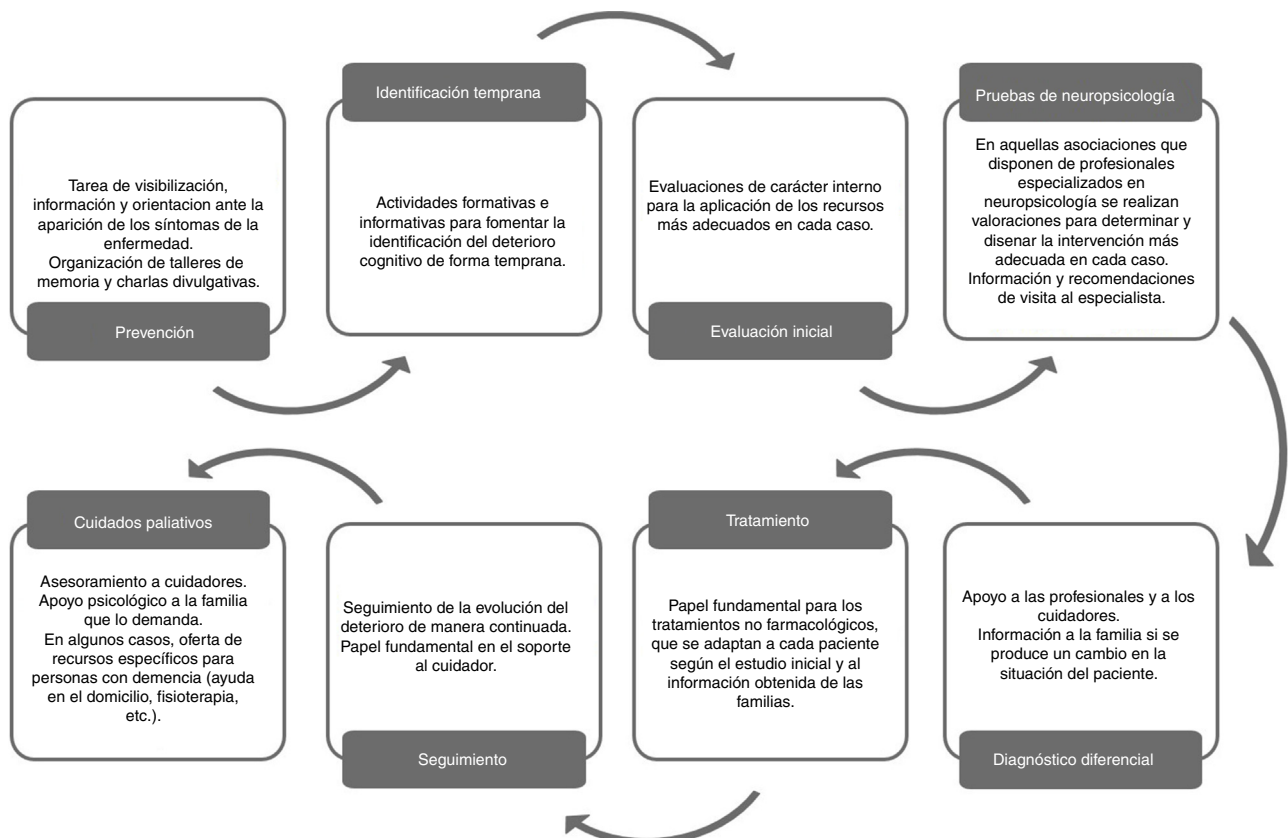 Prevención
Tarea de visibilización,
información y orientacion ante la
aparición de los síntomas de la
enfermedad.
Organización de talleres de
memoria y charlas divulgativas.
Identificación temprana
Actividades formativas e
informativas para fomentar la
identificación del deterioro
cognitivo de forma temprana.
Evaluación inicial
Evaluaciones de carácter interno
para la aplicación de los recursos
más adecuados en cada caso.
Pruebas de neuropsicología
En aquellas asociaciones que
disponen de profesionales
especializados en
neuropsicología se realizan
valoraciones para determinar y
disenar la intervención más
adecuada en cada caso.
Información y recomendaciones
de visita al especialista.
Diagnóstico diferencial
Apoyo a las profesionales y a los
cuidadores.
Información a la familia si se
produce un cambio en la
situación del paciente.
Tratamiento
Papel fundamental para los
tratamientos no farmacológicos,
que se adaptan a cada paciente
según el estudio inicial y al
información obtenida de las
familias.
Seguimiento
Seguimiento de la evolución del
deterioro de manera continuada.
Papel fundamental en el soporte
al cuidador.
Cuidados paliativos
Asesoramiento a cuidadores.
Apoyo psicológico a la familia
que lo demanda.
En algunos casos, oferta de
recursos específicos para
personas con demencia (ayuda
en el domicilio, fisioterapia,
etc.).